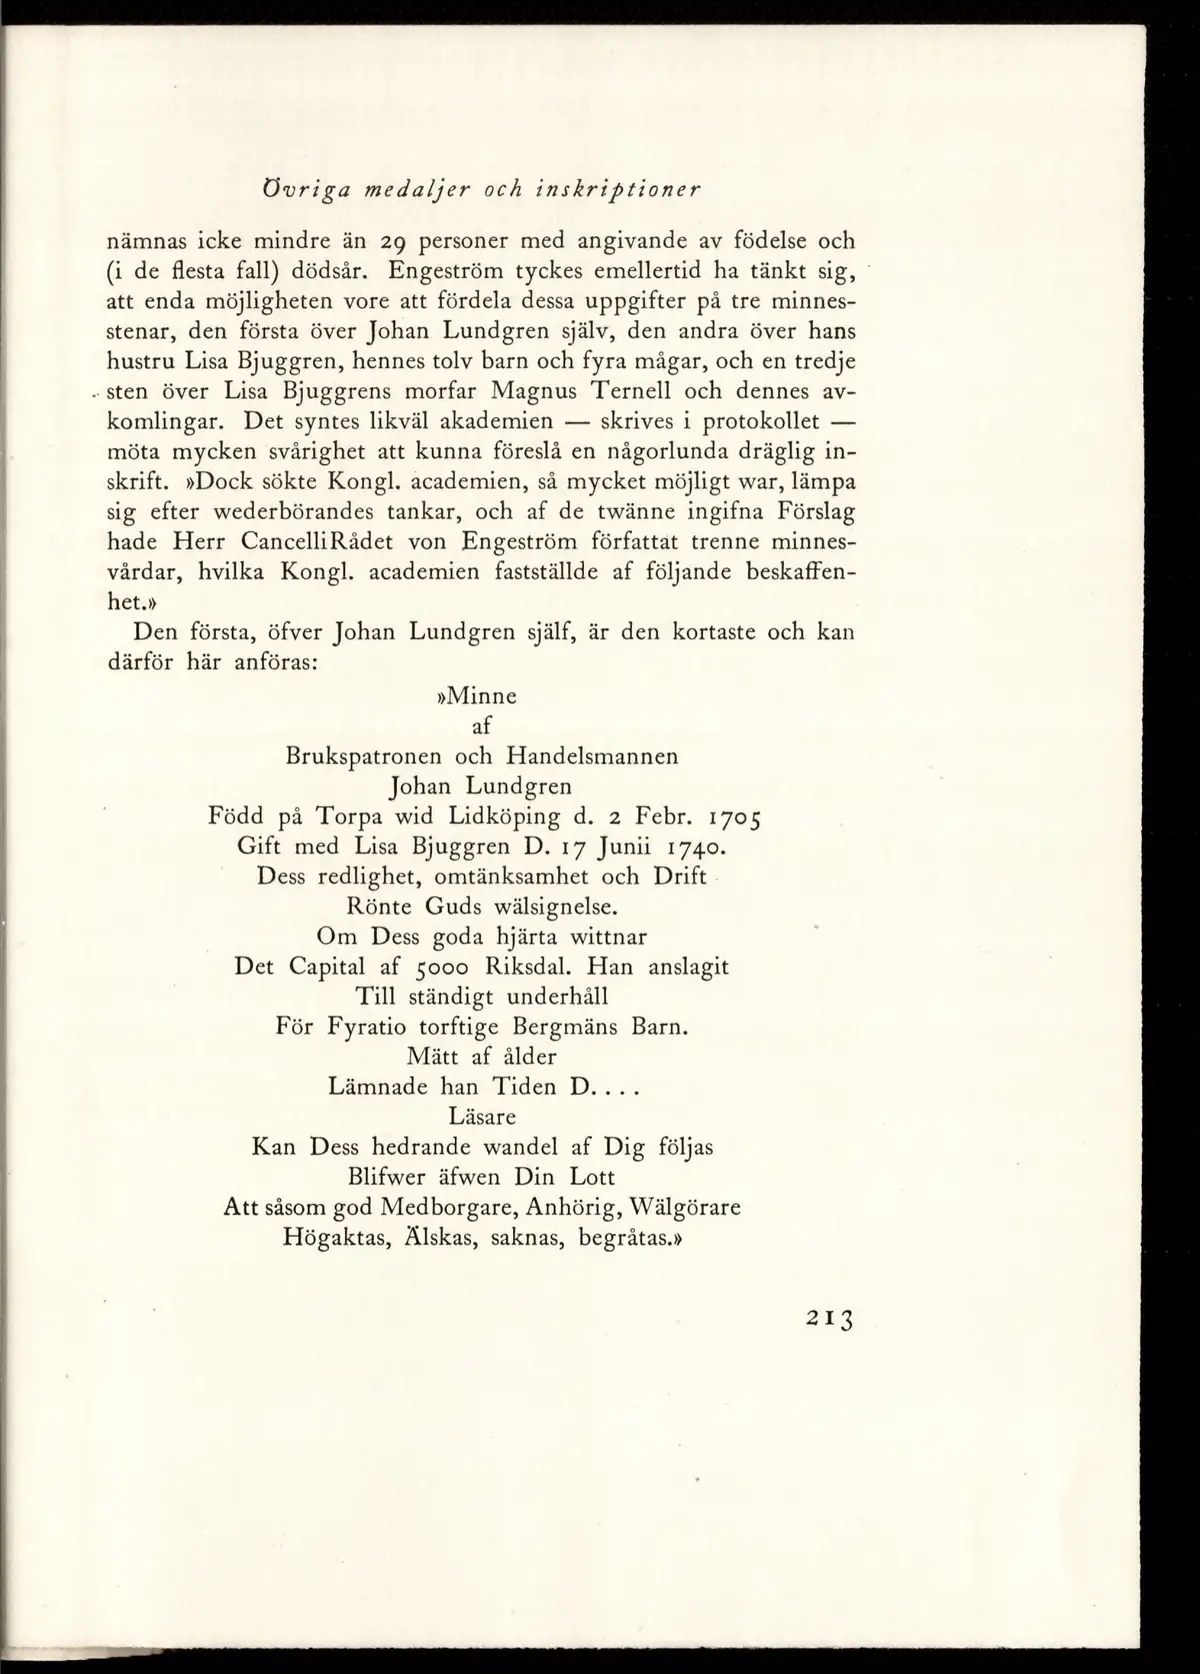 Övriga medaljer och inskriptioner
nämnas icke mindre än 29 personer med angivande av födelse och
(i de flesta fall) dödsår. Engeström tyckes emellertid ha tänkt sig,
att enda möjligheten vore att fördela dessa uppgifter på tre minnes-
stenar, den första över Johan Lundgren själv, den andra över hans
hustru Lisa Bjuggren, hennes tolv barn och fyra mågar, och en tredje
sten över Lisa Bjuggrens morfar Magnus Ternell och dennes av-
komlingar. Det syntes likväl akademien — skrives i protokollet —
möta mycken svårighet att kunna föreslå en någorlunda dräglig in-
skrift. »Dock sökte Kongl. academien, så mycket möjligt war, lämpa
sig efter wederbörandes tankar, och af de twänne ingifna Förslag
hade Herr CancelliRådet von Engeström författat trenne minnes-
vårdar, hvilka Kongl. academien fastställde af följande beskaffen-
het.»
Den första, öfver Johan Lundgren själf, är den kortaste och kan
därför här anföras:
»Minne
af
Brukspatronen och Handelsmannen
Johan Lundgren
Född på Torpa wid Lidköping d. 2 Febr. 1705
Gift med Lisa Bjuggren D. 17 Junii 1740.
Dess redlighet, omtänksamhet och Drift
Rönte Guds wälsignelse.
Om Dess goda hjärta wittnar
Det Capital af 5000 Riksdal. Han anslagit
Till ständigt underhåll
För Fyratio torftige Bergmäns Barn.
Mätt af ålder
Lämnade han Tiden D. . . .
Läsare
Kan Dess hedrande wandel af Dig följas
Blifwer äfwen Din Lott
Att såsom god Medborgare, Anhörig, Wälgörare
Högaktas, Älskas, saknas, begråtas.»
213